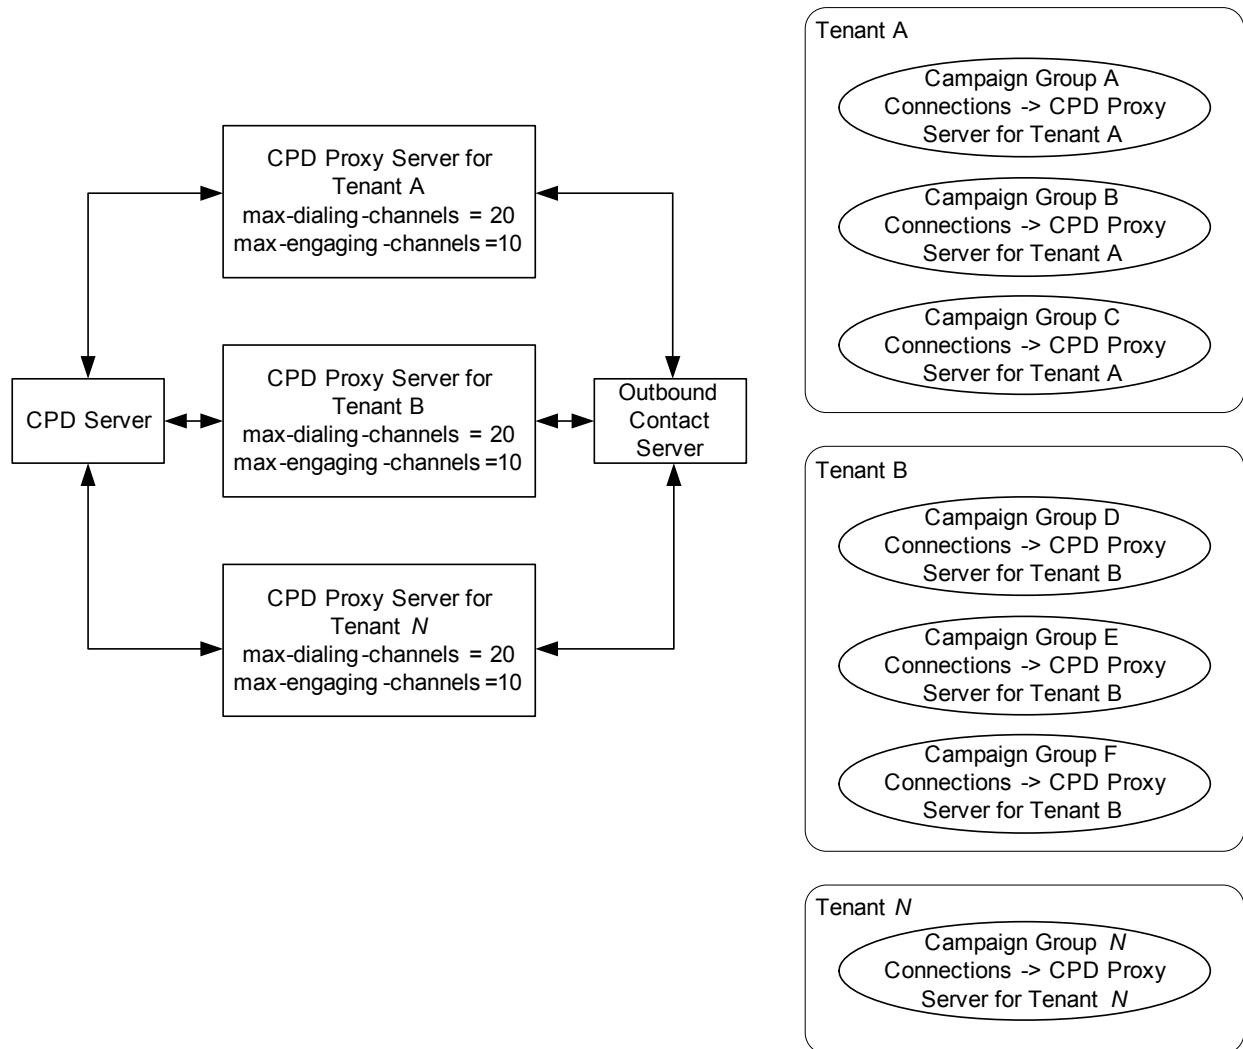 CPD Proxy Server for
Tenant A
max-dialing-channels = 20
max-engaging-channels=10
CPD Server
CPD Proxy Server for
Tenant B
max-dialing-channels = 20
max-engaging-channels=10
Outbound
Contact
Server
CPD Proxy Server for
Tenant N
max-dialing-channels = 20
max-engaging-channels=10
Tenant A
Campaign Group A
Connections -> CPD Proxy
Server for Tenant A
Campaign Group B
Connections -> CPD Proxy
Server for Tenant A
Campaign Group C
Connections -> CPD Proxy
Server for Tenant A
Tenant B
Campaign Group D
Connections -> CPD Proxy
Server for Tenant B
Campaign Group E
Connections -> CPD Proxy
Server for Tenant B
Campaign Group F
Connections -> CPD Proxy
Server for Tenant B
Tenant N
Campaign Group N
Connections -> CPD Proxy
Server for Tenant N